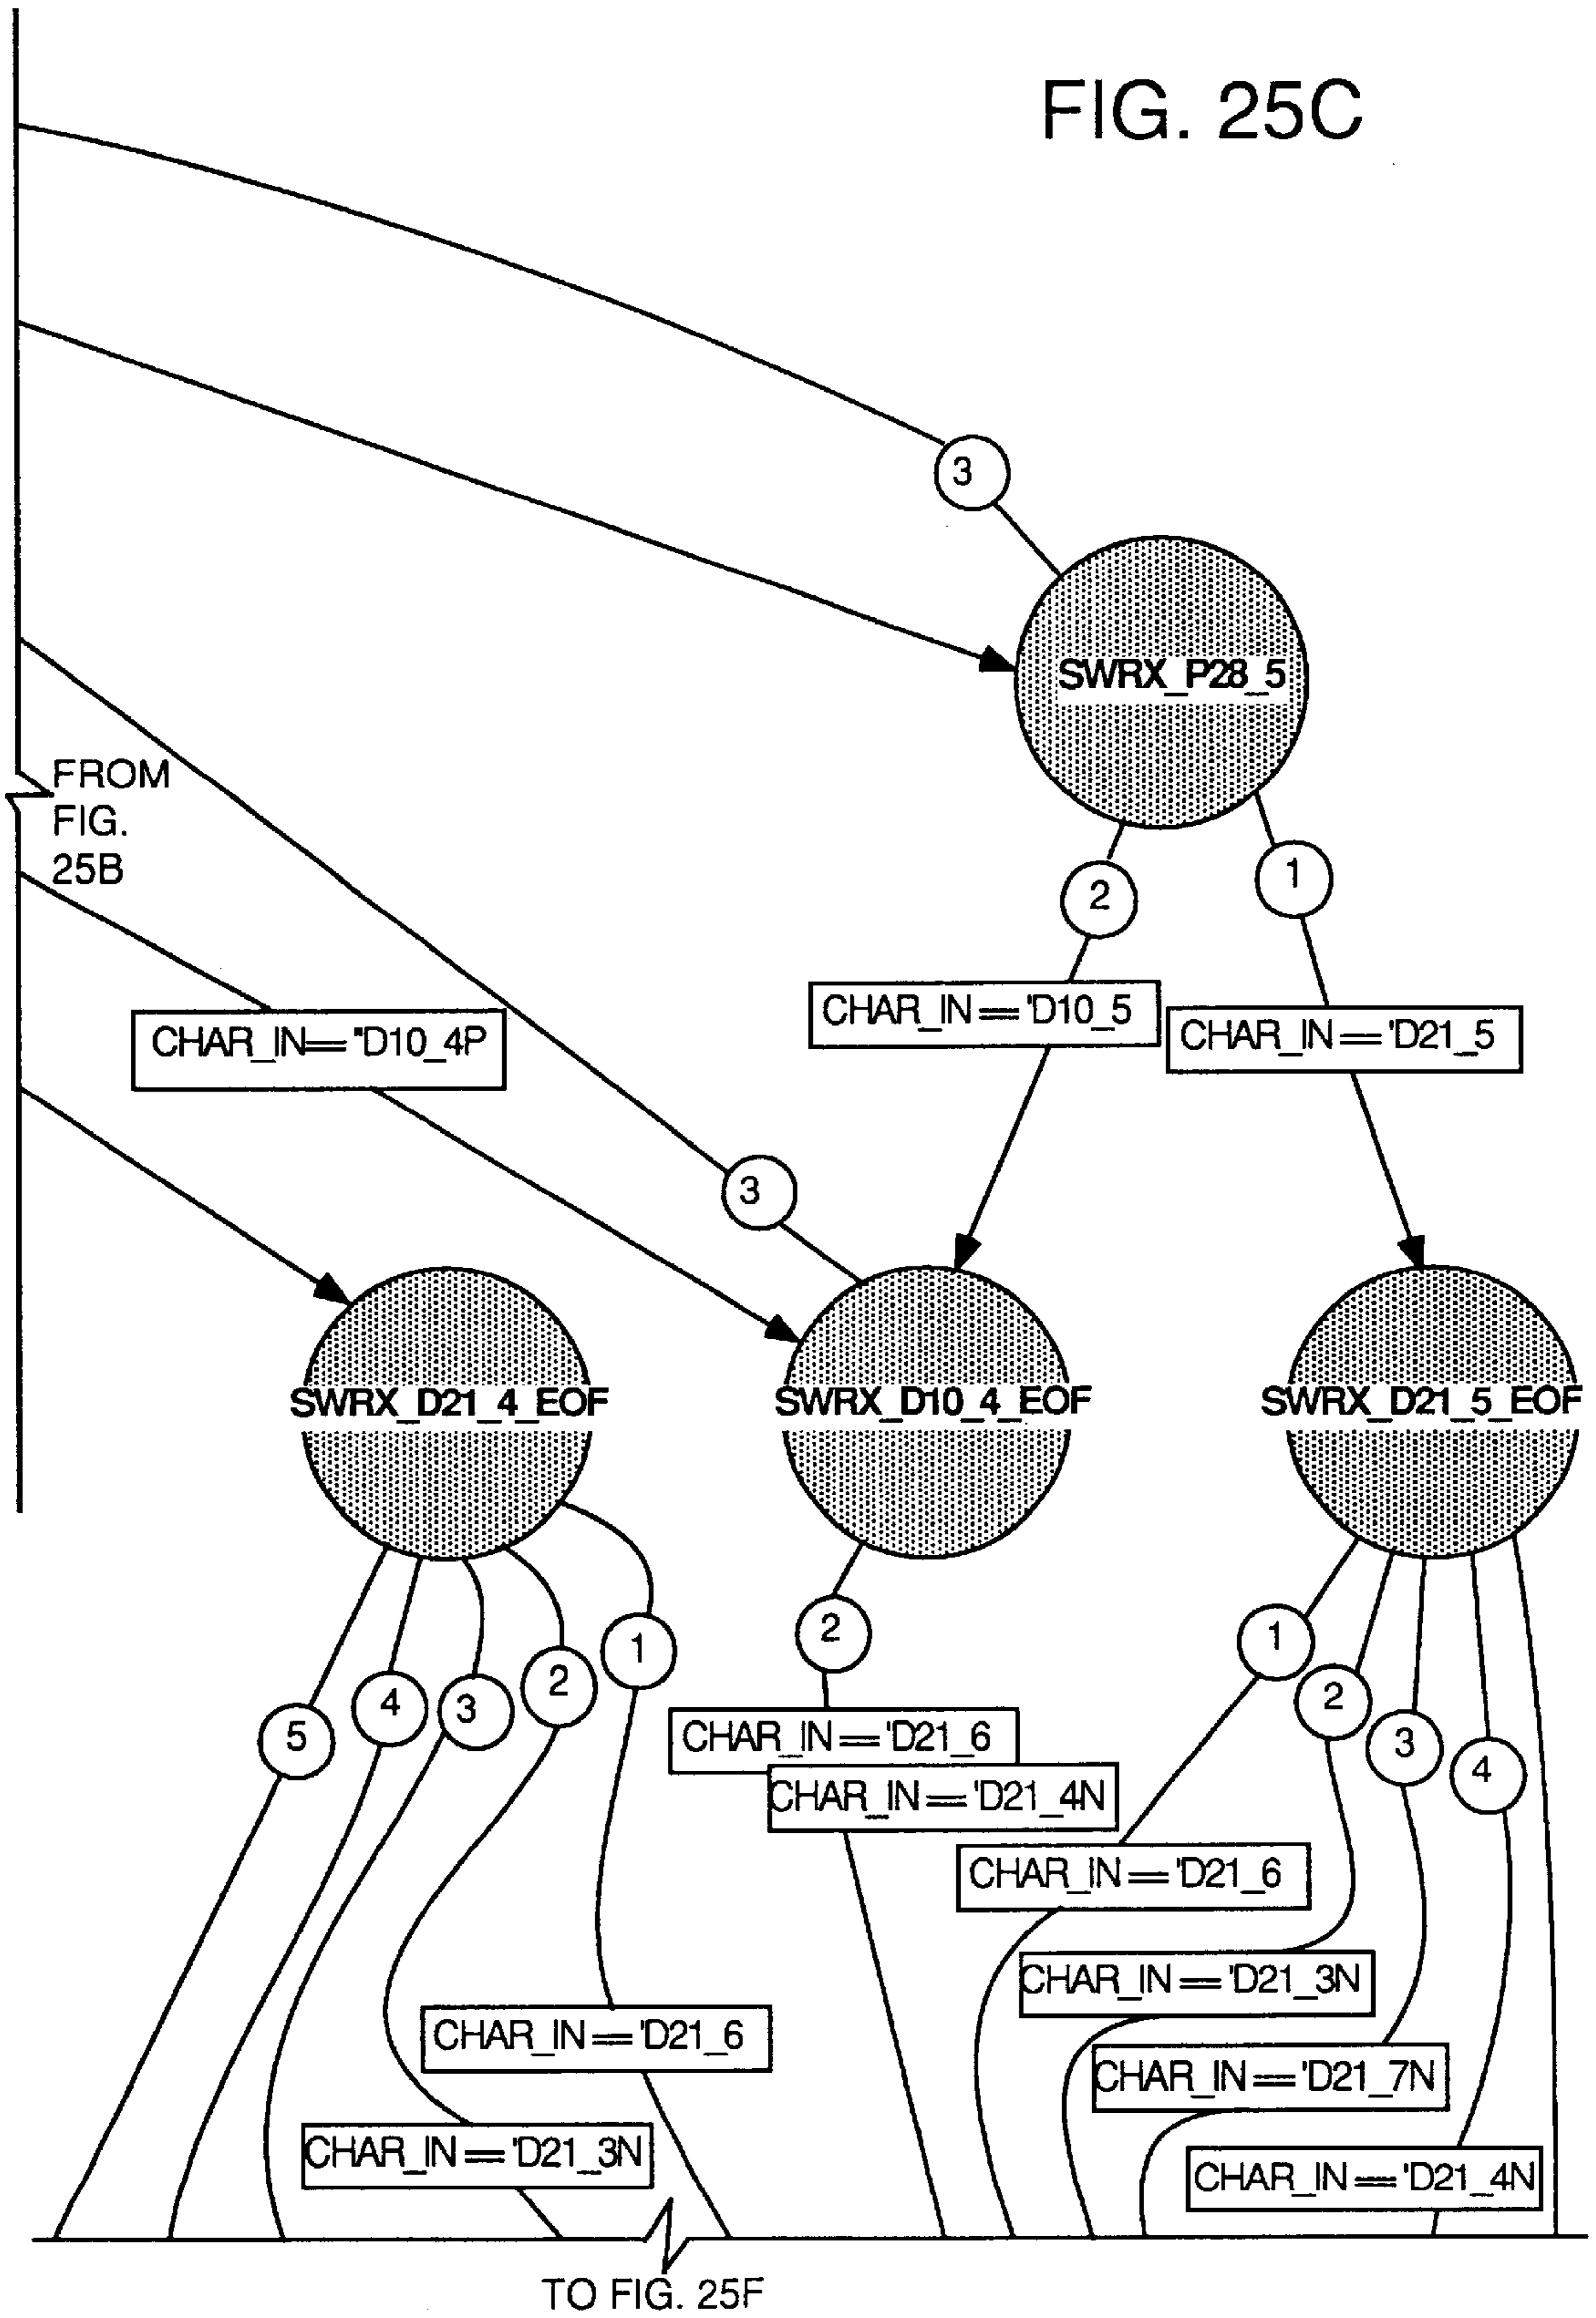 FIG. 25C
3
SWRX_P28_5
FROM
FIG.
25B
2
1
CHAR_IN== 'D10_5
CHAR_IN== "D10_4P
CHAR_IN== 'D21_5
3
SWRX_D21_4_EOF
SWRX_D10_4_EOF
SWRX_D21_5_EOF
5
4
3
2
1
2
1
2
3
4
CHAR_IN== 'D21_6
CHAR_IN== 'D21_4N
CHAR_IN== 'D21_6
CHAR_IN== 'D21_3N
CHAR_IN== 'D21_6
CHAR_IN== 'D21_7N
CHAR_IN== 'D21_3N
CHAR_IN== 'D21_4N
TO FIG. 25F